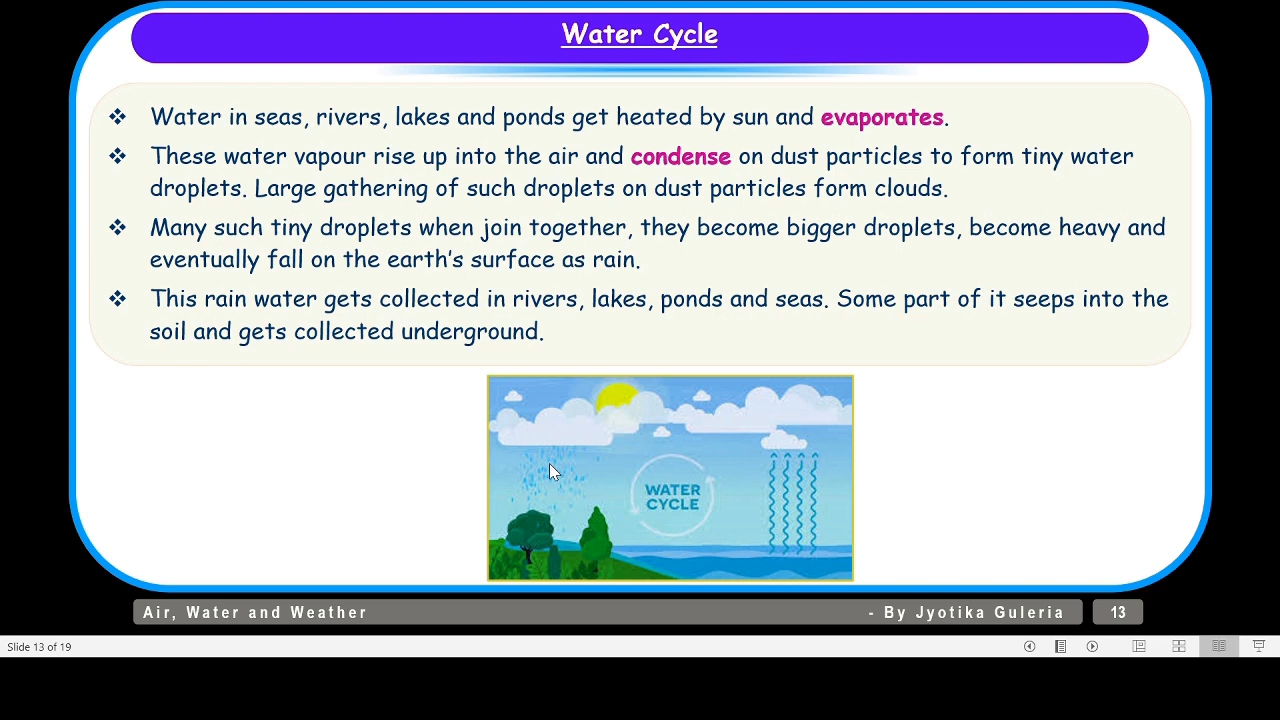 Water Cycle
❖ Water in seas, rivers, lakes and ponds get heated by sun and evaporates.
❖ These water vapour rise up into the air and condense on dust particles to form tiny water
droplets. Large gathering of such droplets on dust particles form clouds.
❖ Many such tiny droplets when join together, they become bigger droplets, become heavy and
eventually fall on the earth's surface as rain.
❖ This rain water gets collected in rivers, lakes, ponds and seas. Some part of it seeps into the
soil and gets collected underground.
WATER
CYCLE
Air, Water and Weather - By Jyotika Guleria 13
Slide 13 of 19